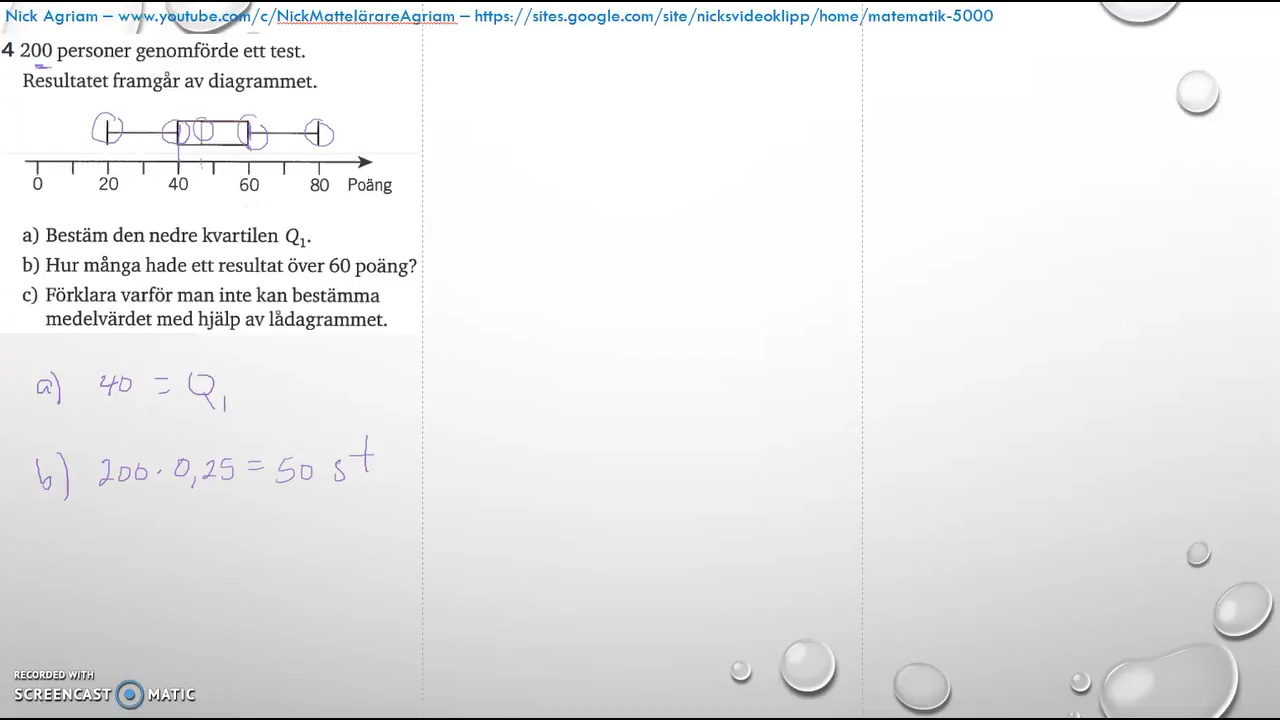 Nick Agriam – www.youtube.com/c/NickMattelärareAgriam – https://sites.google.com/site/nicksvideoklipp/home/matematik-5000
4 200 personer genomförde ett test.
Resultatet framgår av diagrammet.
0 20 40 60 80 Poäng
a) Bestäm den nedre kvartilen Q₁.
b) Hur många hade ett resultat över 60 poäng?
c) Förklara varför man inte kan bestämma
medelvärdet med hjälp av lådagrammet.
a) 40 = Q₁
b) 200 · 0,25 = 50 st
RECORDED WITH
SCREENCAST MATIC